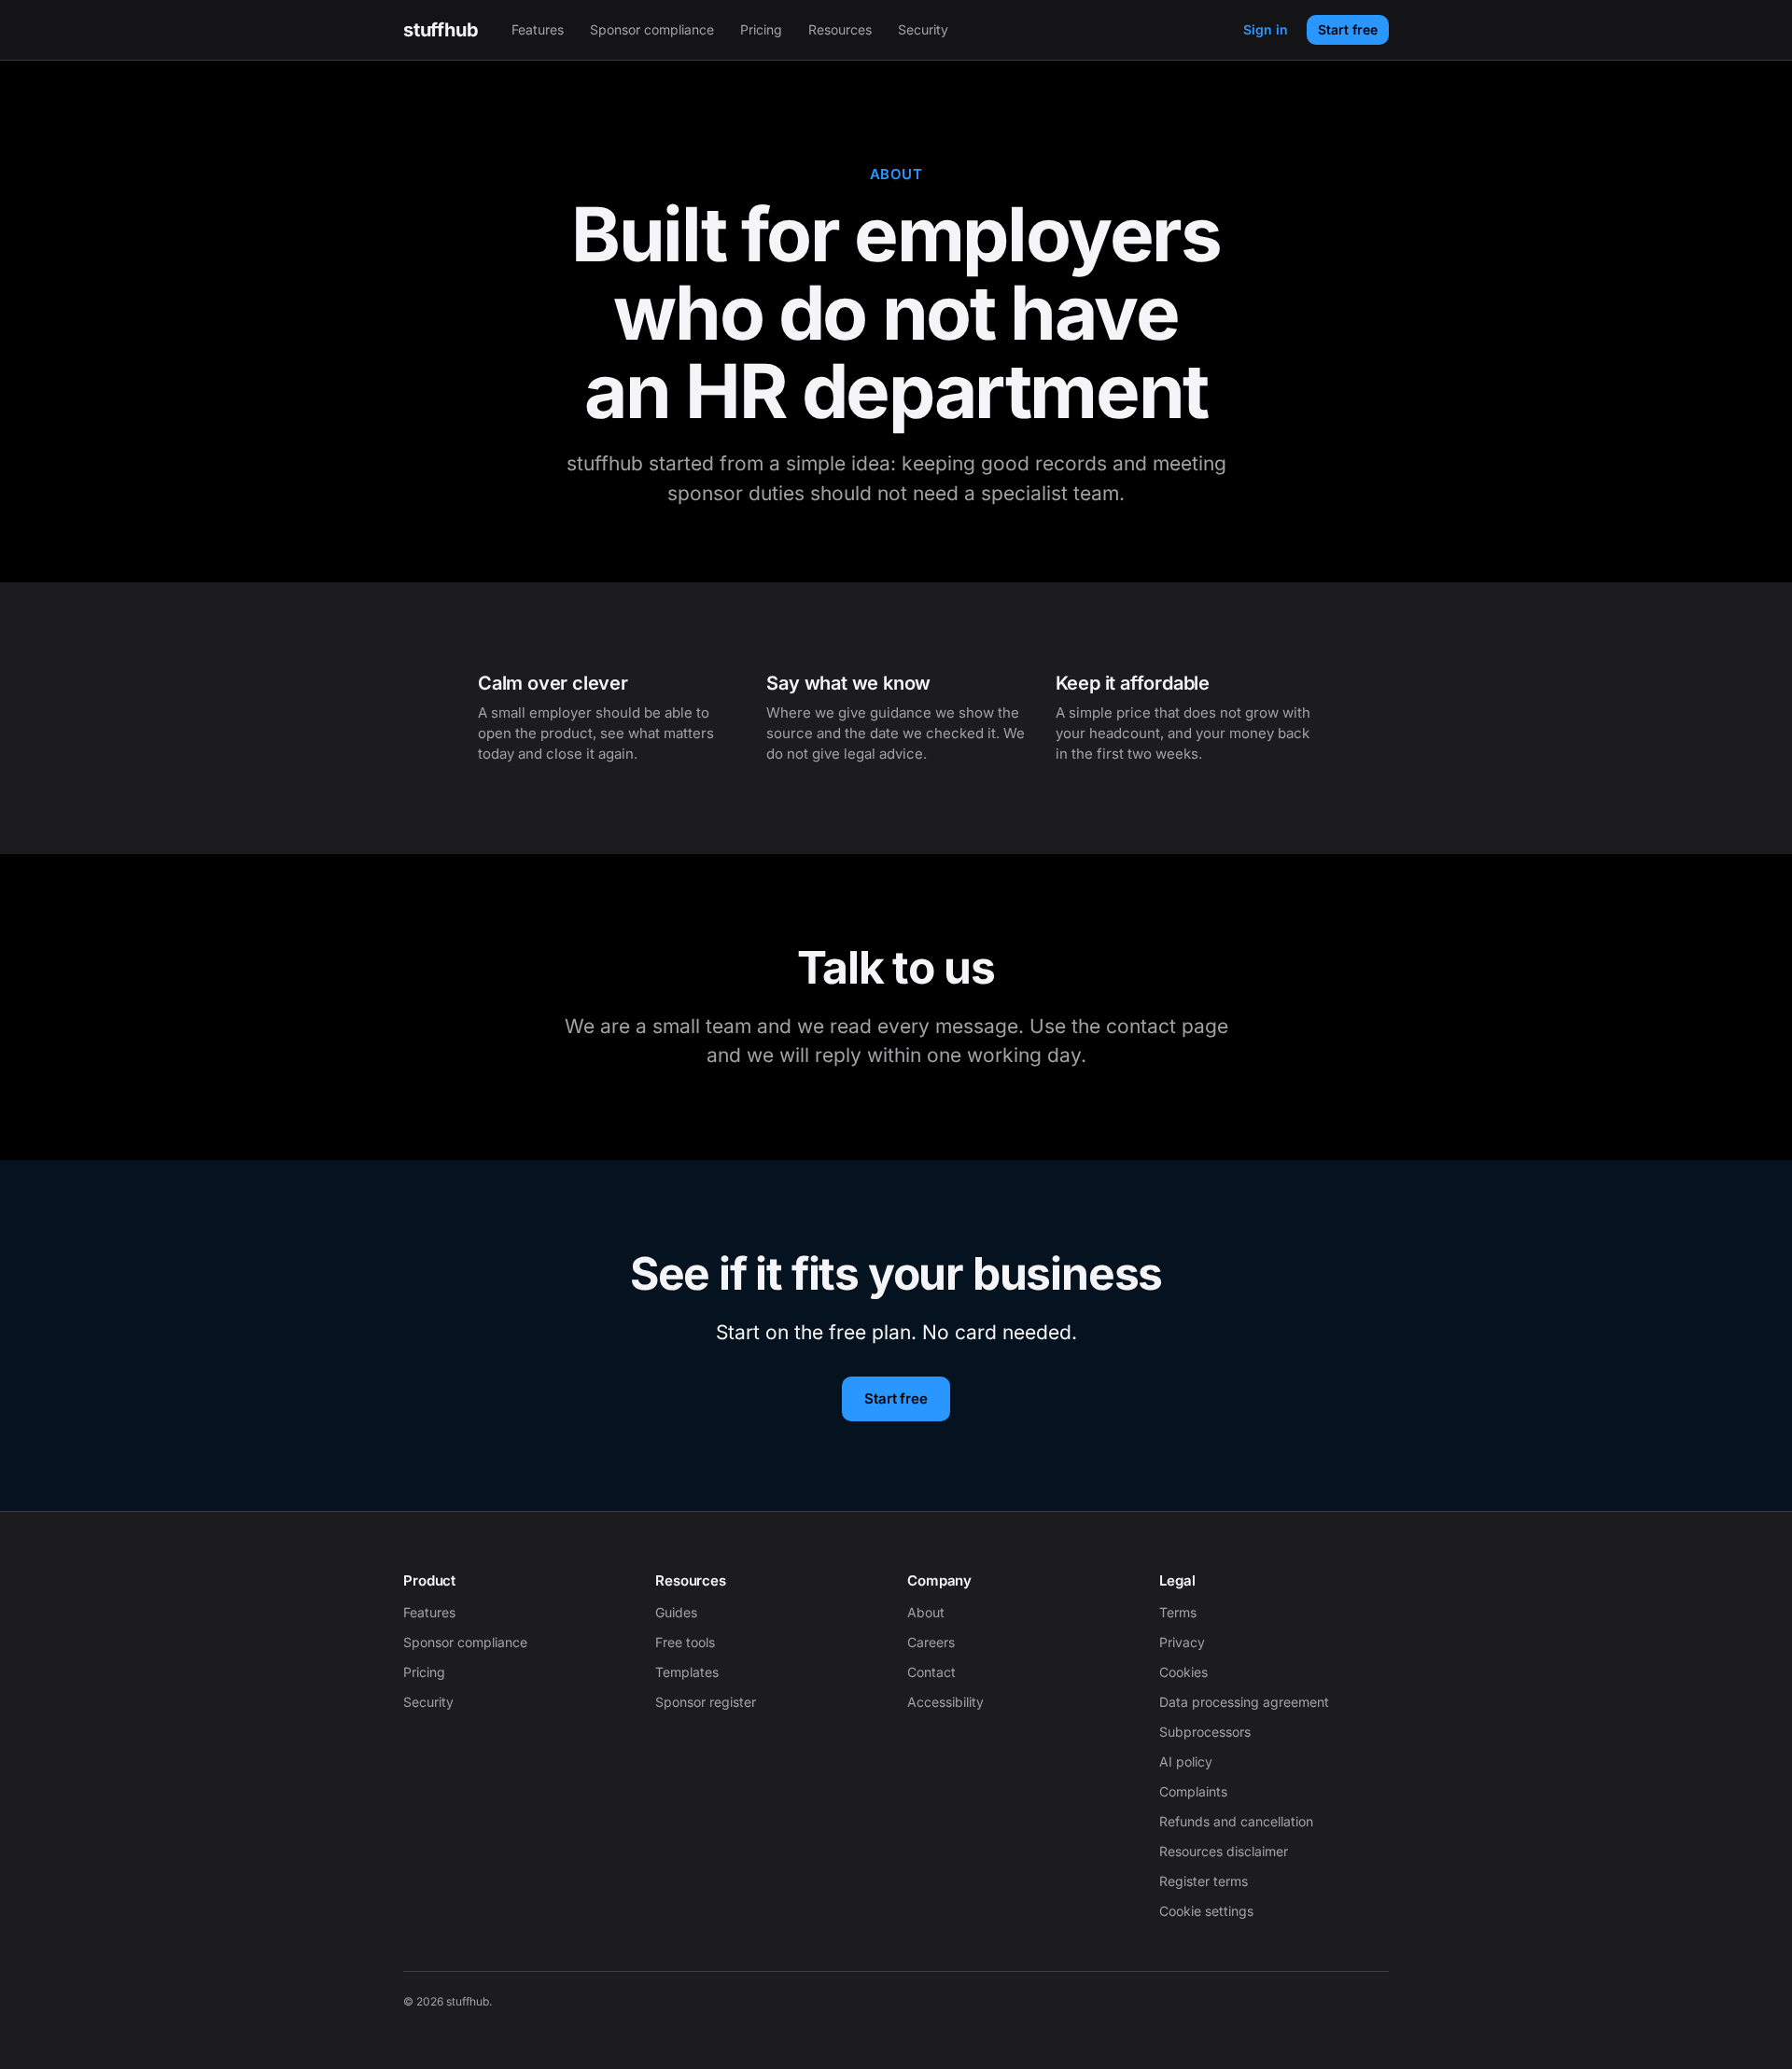 stuffhub
Features
Sponsor compliance
Pricing
Resources
Security
Sign in
Start free
ABOUT
Built for employers
who do not have
an HR department
stuffhub started from a simple idea: keeping good records and meeting
sponsor duties should not need a specialist team.
Calm over clever
A small employer should be able to
open the product, see what matters
today and close it again.
Say what we know
Where we give guidance we show the
source and the date we checked it. We
do not give legal advice.
Keep it affordable
A simple price that does not grow with
your headcount, and your money back
in the first two weeks.
Talk to us
We are a small team and we read every message. Use the contact page
and we will reply within one working day.
See if it fits your business
Start on the free plan. No card needed.
Start free
Product
Features
Sponsor compliance
Pricing
Security
Resources
Guides
Free tools
Templates
Sponsor register
Company
About
Careers
Contact
Accessibility
Legal
Terms
Privacy
Cookies
Data processing agreement
Subprocessors
AI policy
Complaints
Refunds and cancellation
Resources disclaimer
Register terms
Cookie settings
© 2026 stuffhub.